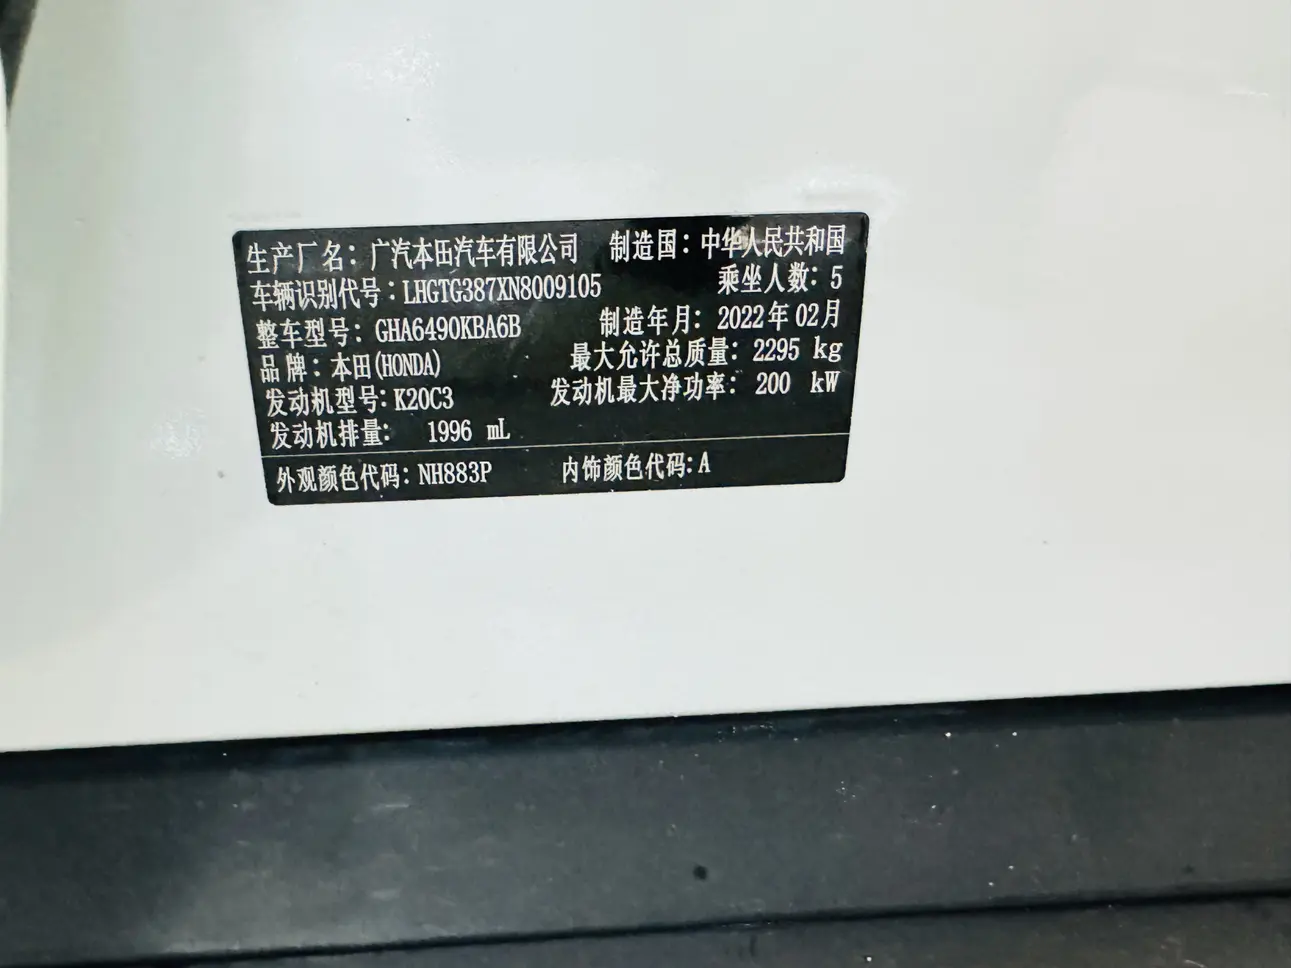 生产厂名：广汽本田汽车有限公司 制造国：中华人民共和国
车辆识别代号：LHGTG387XN8009105 乘坐人数：5
整车型号：GHA6490KBA6B 制造年月：2022年02月
品牌：本田(HONDA) 最大允许总质量：2295 kg
发动机型号：K20C3 发动机最大净功率：200 kW
发动机排量： 1996 mL
外观颜色代码：NH883P 内饰颜色代码：A